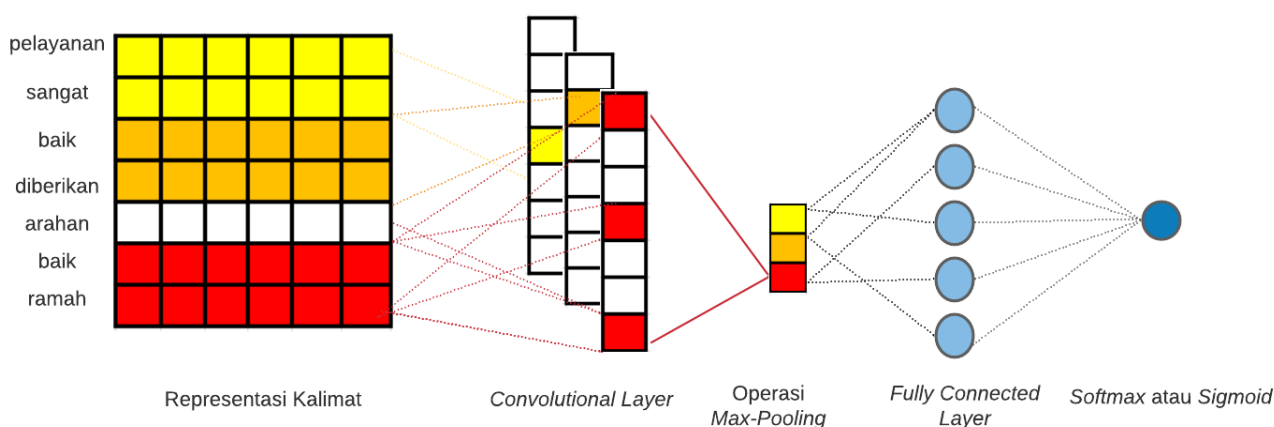 pelayanan
sangat
baik
diberikan
arahan
baik
ramah
Representasi Kalimat
Convolutional Layer
Operasi
Max-Pooling
Fully Connected
Layer
Softmax atau Sigmoid